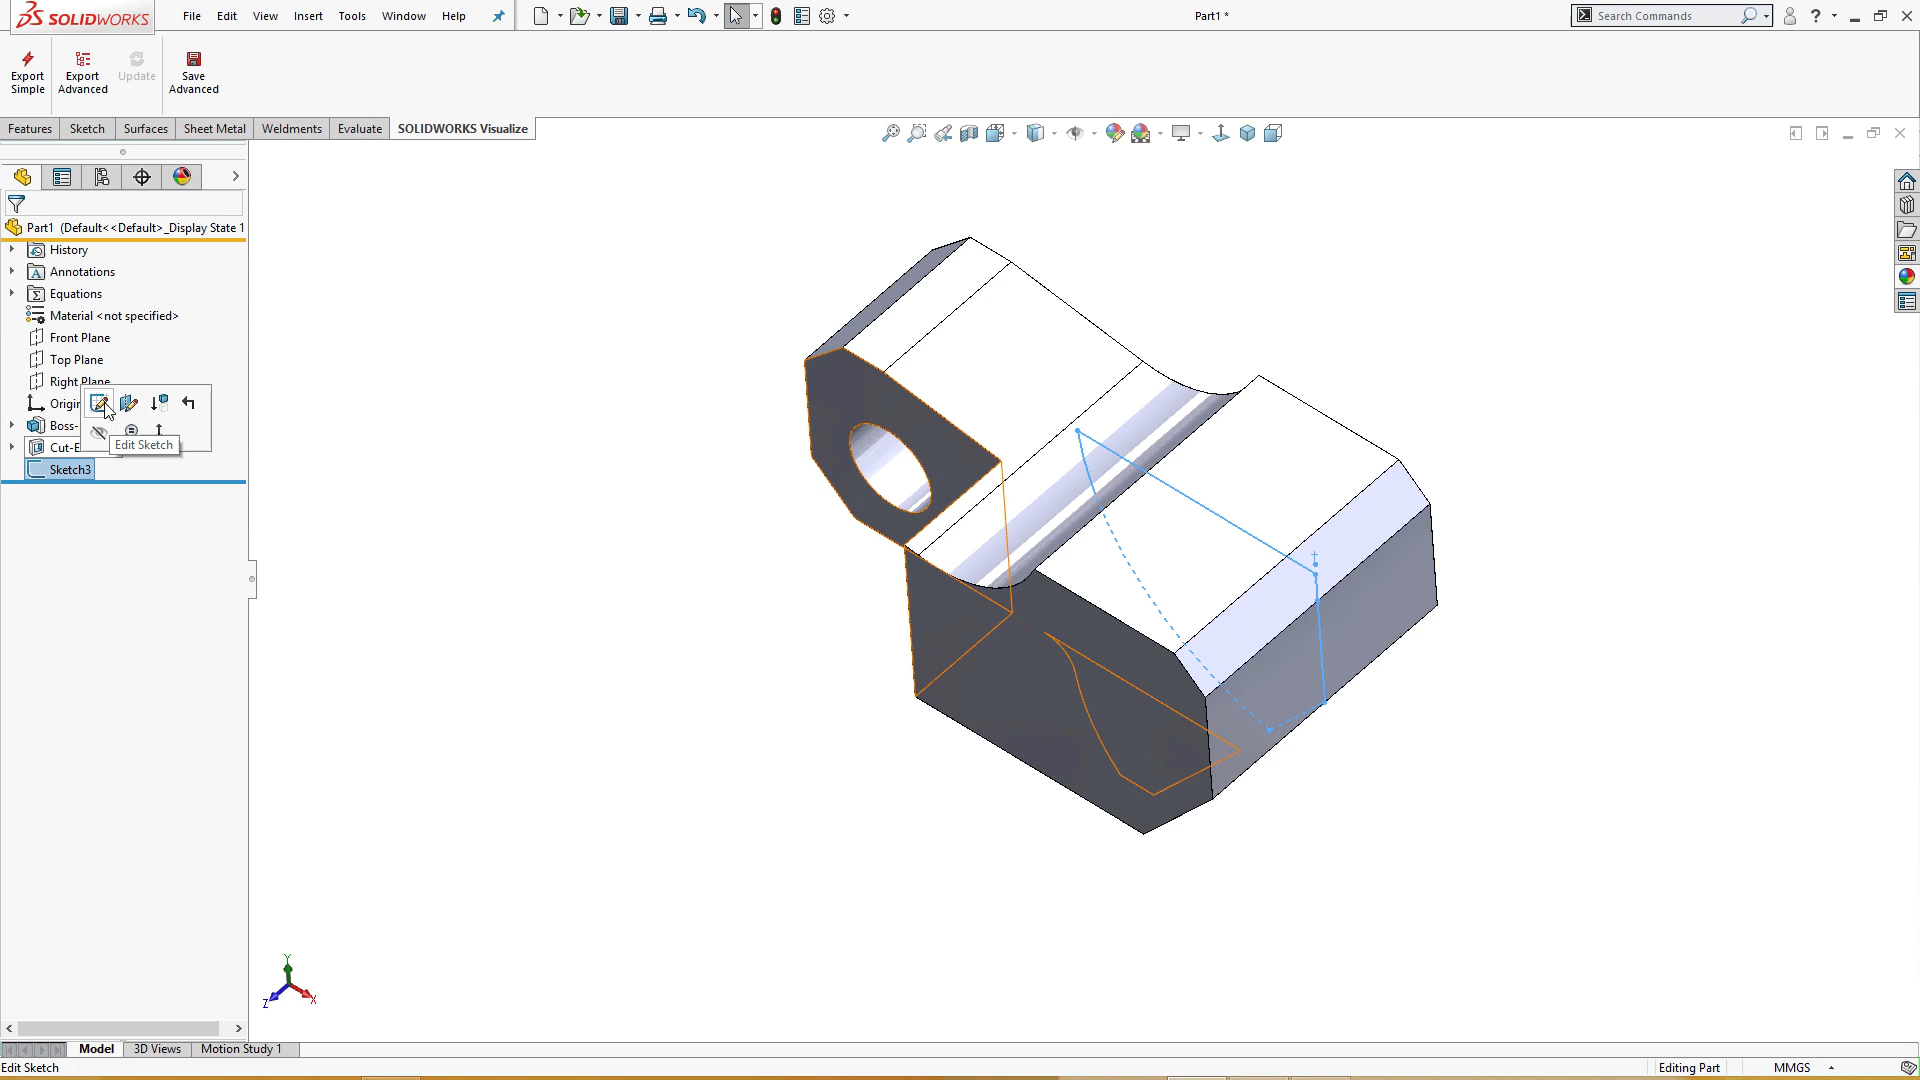 SOLIDWORKS
File Edit View Insert Tools Window Help
Part1 *
Search Commands
?
Export Simple
Export Advanced
Update
Save Advanced
Features Sketch Surfaces Sheet Metal Weldments Evaluate SOLIDWORKS Visualize
Part1 (Default<<Default>_Display State 1
History
Annotations
Equations
Material <not specified>
Front Plane
Top Plane
Right Plane
Origi
Boss-
Cut-E
Edit Sketch
Sketch3
Y
Z
X
Model 3D Views Motion Study 1
Edit Sketch
Editing Part
MMGS